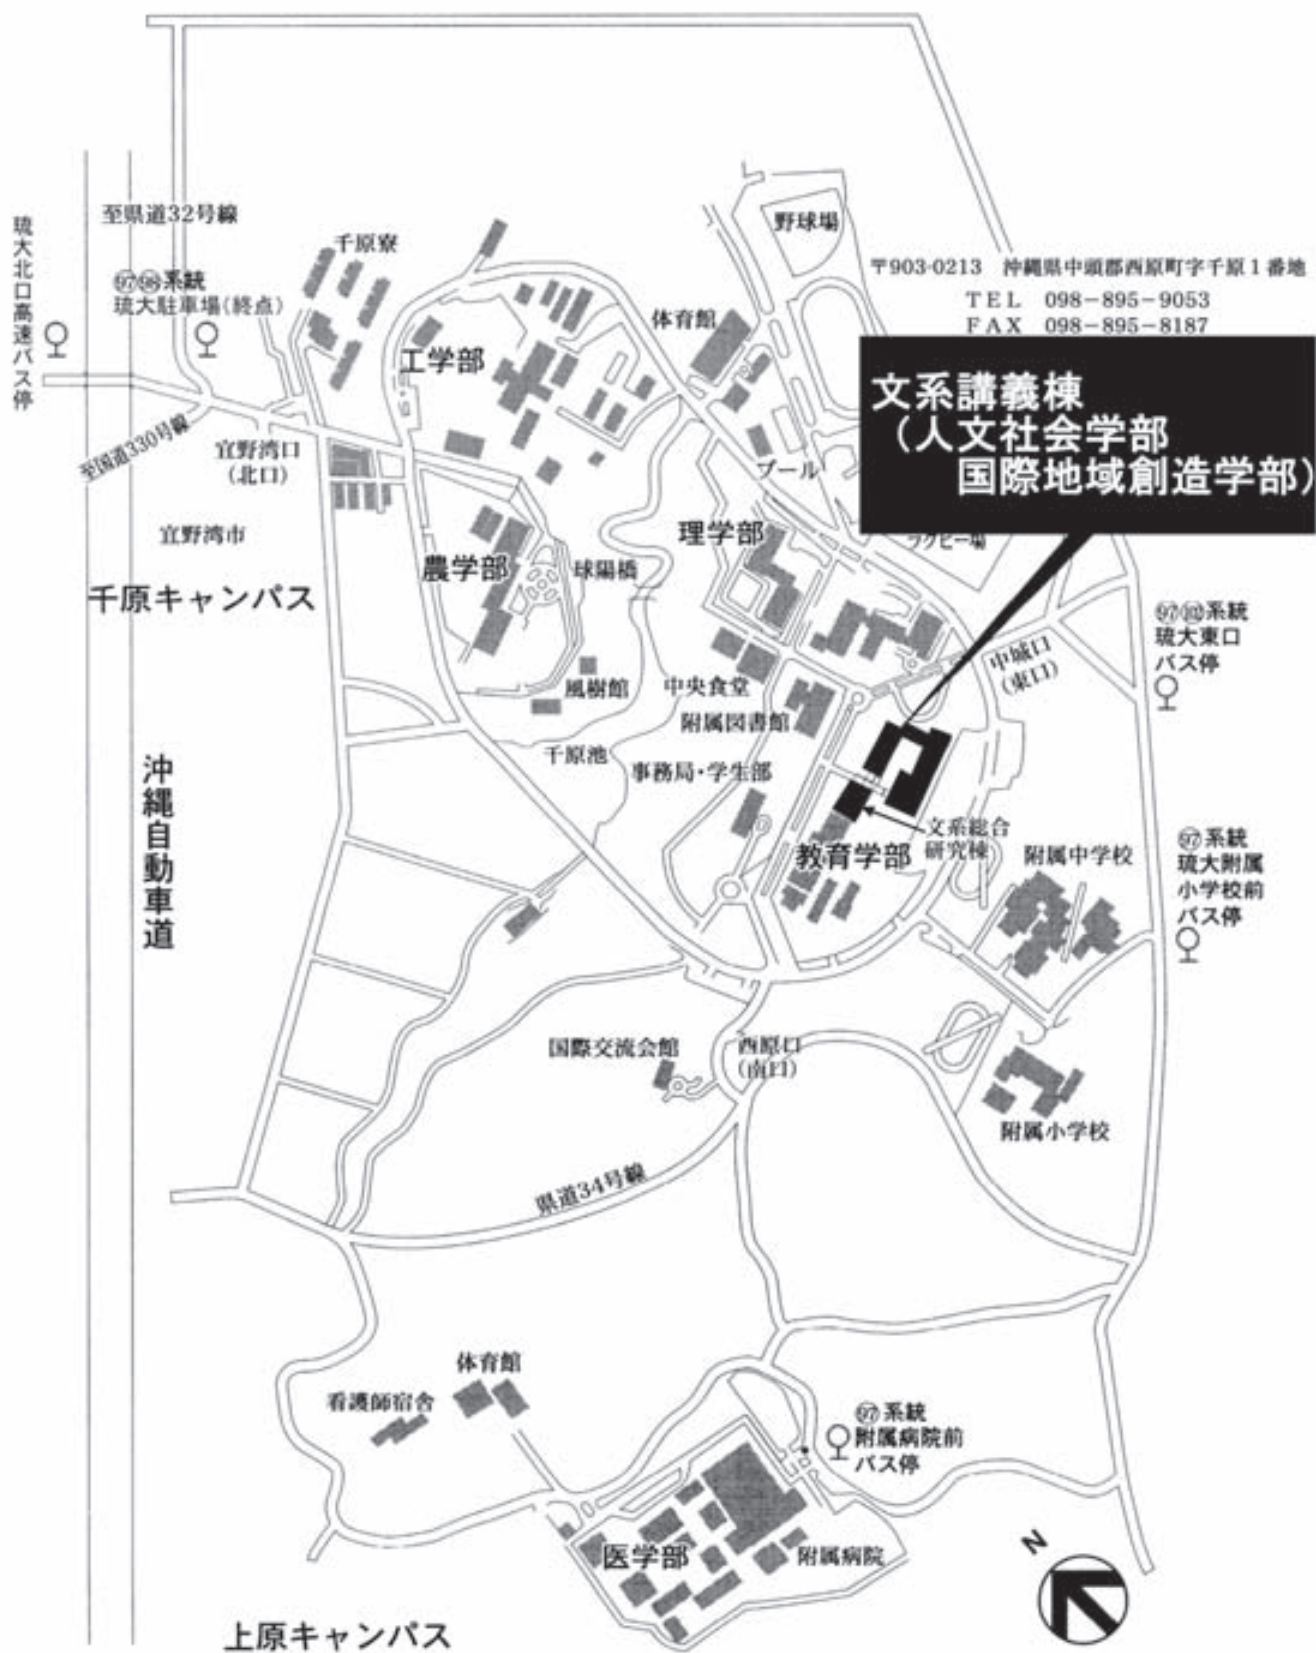 至県道32号線
琉大北口高速バス停
⑨⑦⑨⑧系統
琉大駐車場(終点)
千原寮
野球場
〒903-0213 沖縄県中頭郡西原町字千原1番地
TEL 098-895-9053
FAX 098-895-8187
体育館
工学部
文系講義棟
(人文社会学部
国際地域創造学部)
至国道330号線
宜野湾口
(北口)
プール
宜野湾市
理学部
ラグビー場
農学部
球陽橋
千原キャンパス
97 102系統
琉大東口
バス停
中城口
(東口)
風樹館
中央食堂
附属図書館
千原池
事務局・学生部
沖縄自動車道
文系総合
研究棟
教育学部
附属中学校
97系統
琉大附属
小学校前
バス停
国際交流会館
西原口
(南口)
附属小学校
県道34号線
体育館
看護師宿舎
97系統
附属病院前
バス停
医学部
附属病院
N
上原キャンパス